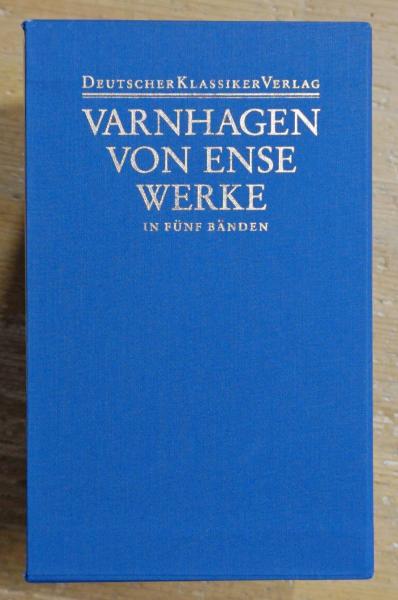 DEUTSCHER KLASSIKER VERLAG
VARNHAGEN
VON ENSE
WERKE
IN FÜNF BÄNDEN